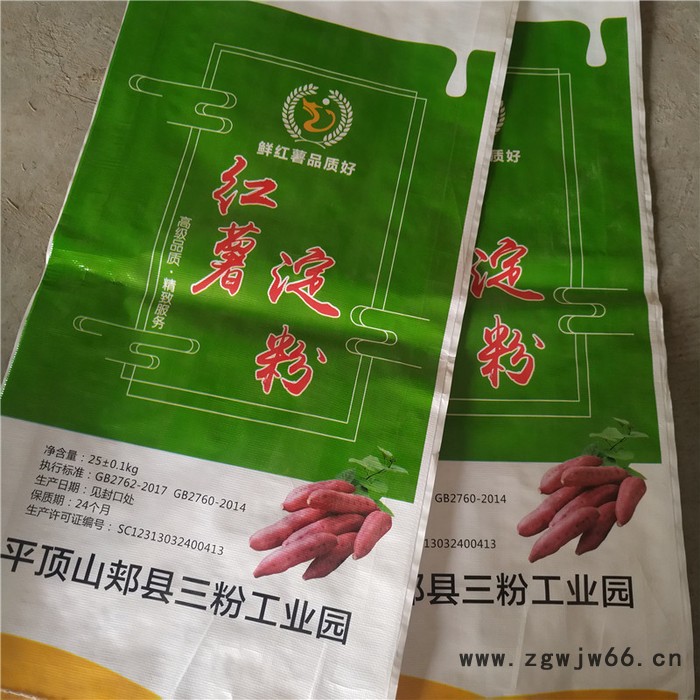 鲜红薯品质好
红薯
淀粉
高级品质·精致服务
净含量：25±0.1kg
执行标准：GB2762-2017 GB2760-2014
生产日期：见封口处
保质期：24个月
生产许可证编号：SC12313032400413
平顶山郏县三粉工业园
品质好
淀粉
GB2760-2014
13032400413
郏县三粉工业园
www.zgwjw66.cn